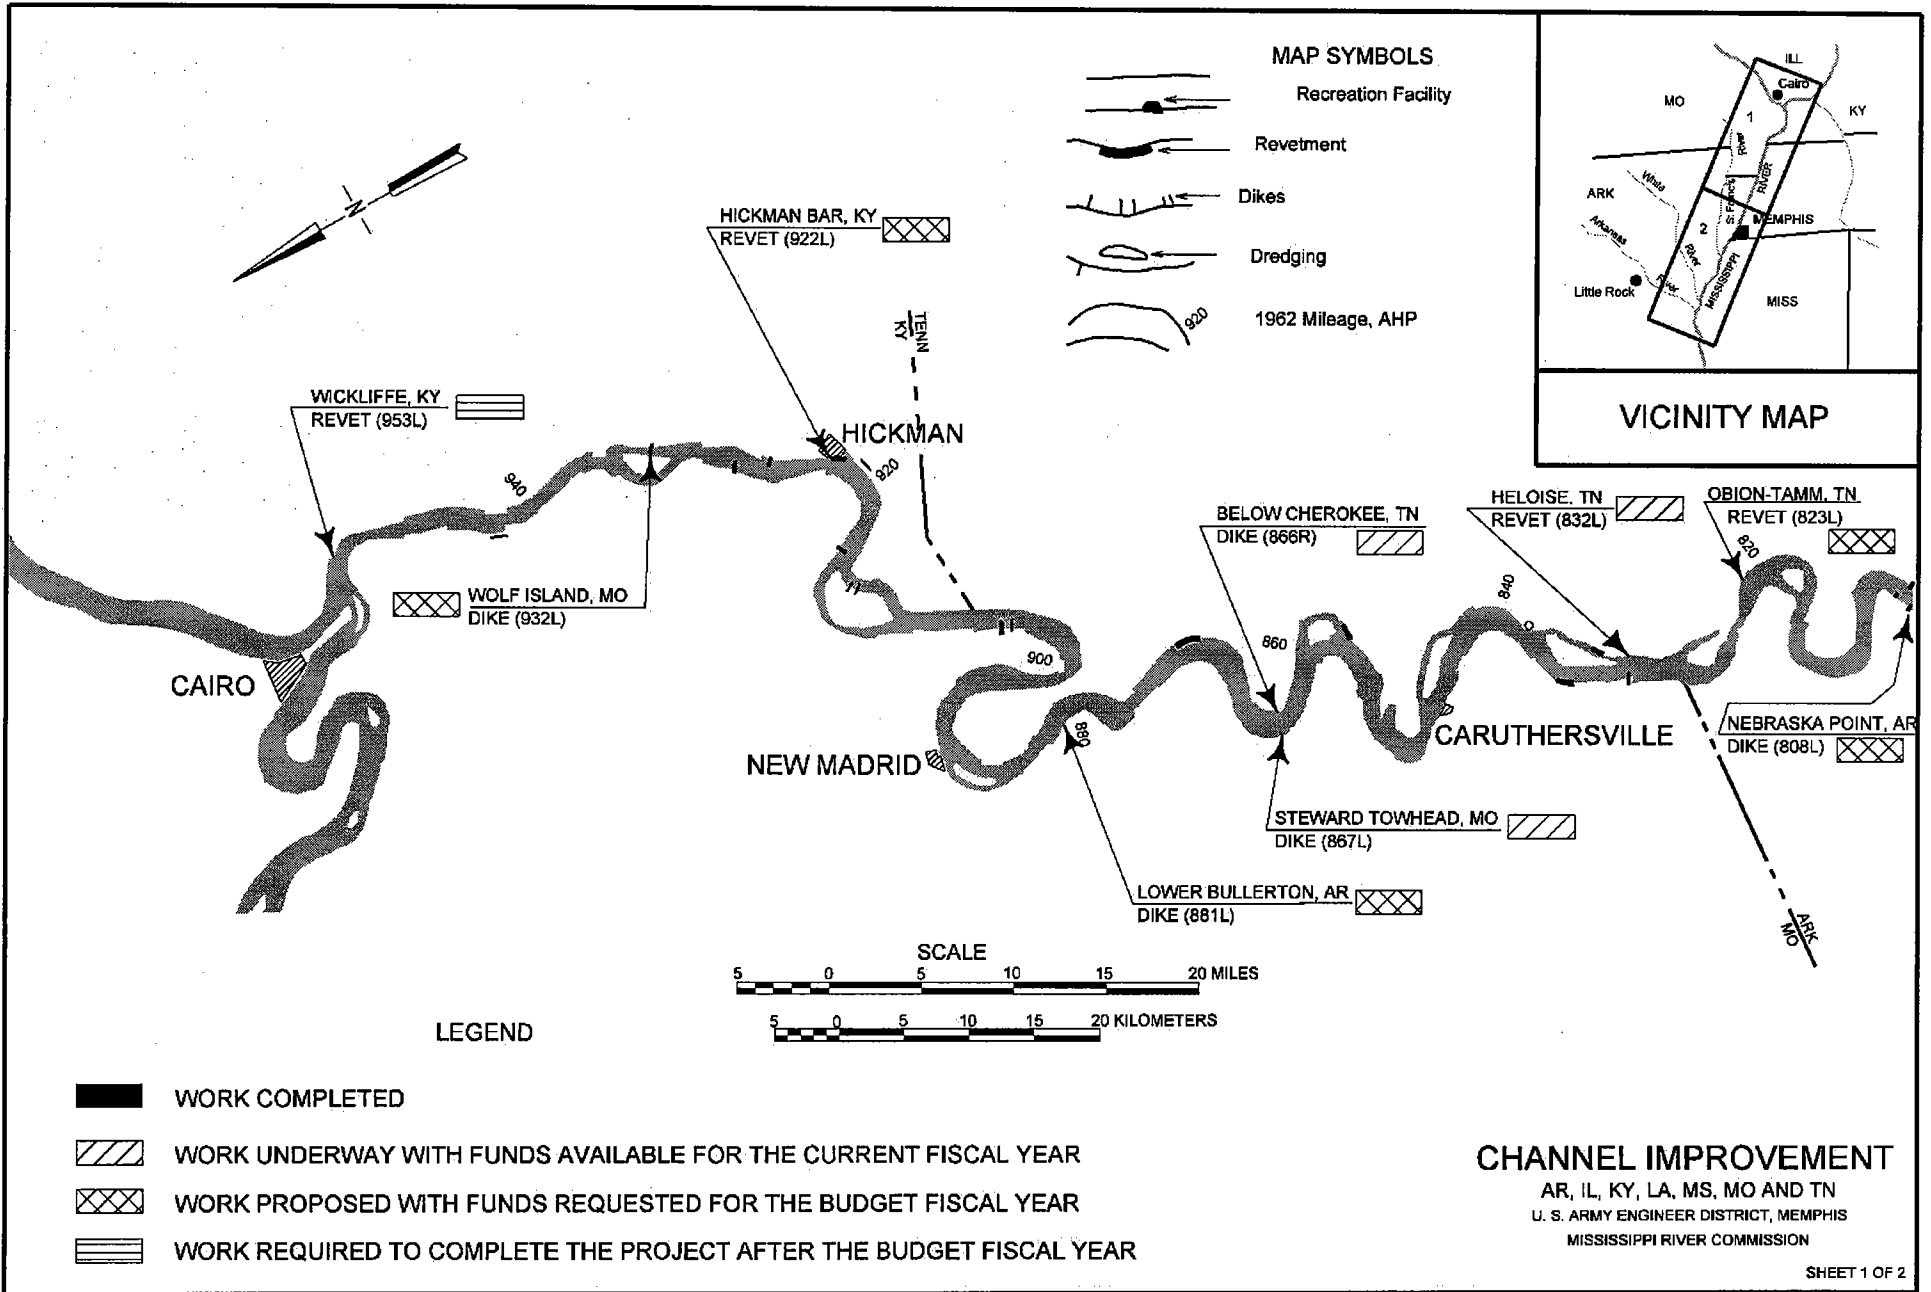 MAP SYMBOLS
Recreation Facility
Revetment
Dikes
Dredging
1962 Mileage, AHP
920
ILL
Cairo
MO
KY
1
River
ARK
White
St. Francis
RIVER
MEMPHIS
2
Arkansas
River
River
MISSISSIPPI
Little Rock
MISS
VICINITY MAP
N
HICKMAN BAR, KY
REVET (922L)
TENN
KY
WICKLIFFE, KY
REVET (953L)
HICKMAN
920
940
HELOISE, TN
REVET (832L)
OBION-TAMM, TN
REVET (823L)
BELOW CHEROKEE, TN
DIKE (866R)
820
840
WOLF ISLAND, MO
DIKE (932L)
860
900
CAIRO
880
NEW MADRID
CARUTHERSVILLE
NEBRASKA POINT, AR
DIKE (808L)
STEWARD TOWHEAD, MO
DIKE (867L)
LOWER BULLERTON, AR
DIKE (881L)
ARK
MO
SCALE
5 0 5 10 15 20 MILES
5 0 5 10 15 20 KILOMETERS
LEGEND
WORK COMPLETED
WORK UNDERWAY WITH FUNDS AVAILABLE FOR THE CURRENT FISCAL YEAR
WORK PROPOSED WITH FUNDS REQUESTED FOR THE BUDGET FISCAL YEAR
WORK REQUIRED TO COMPLETE THE PROJECT AFTER THE BUDGET FISCAL YEAR
CHANNEL IMPROVEMENT
AR, IL, KY, LA, MS, MO AND TN
U. S. ARMY ENGINEER DISTRICT, MEMPHIS
MISSISSIPPI RIVER COMMISSION
SHEET 1 OF 2